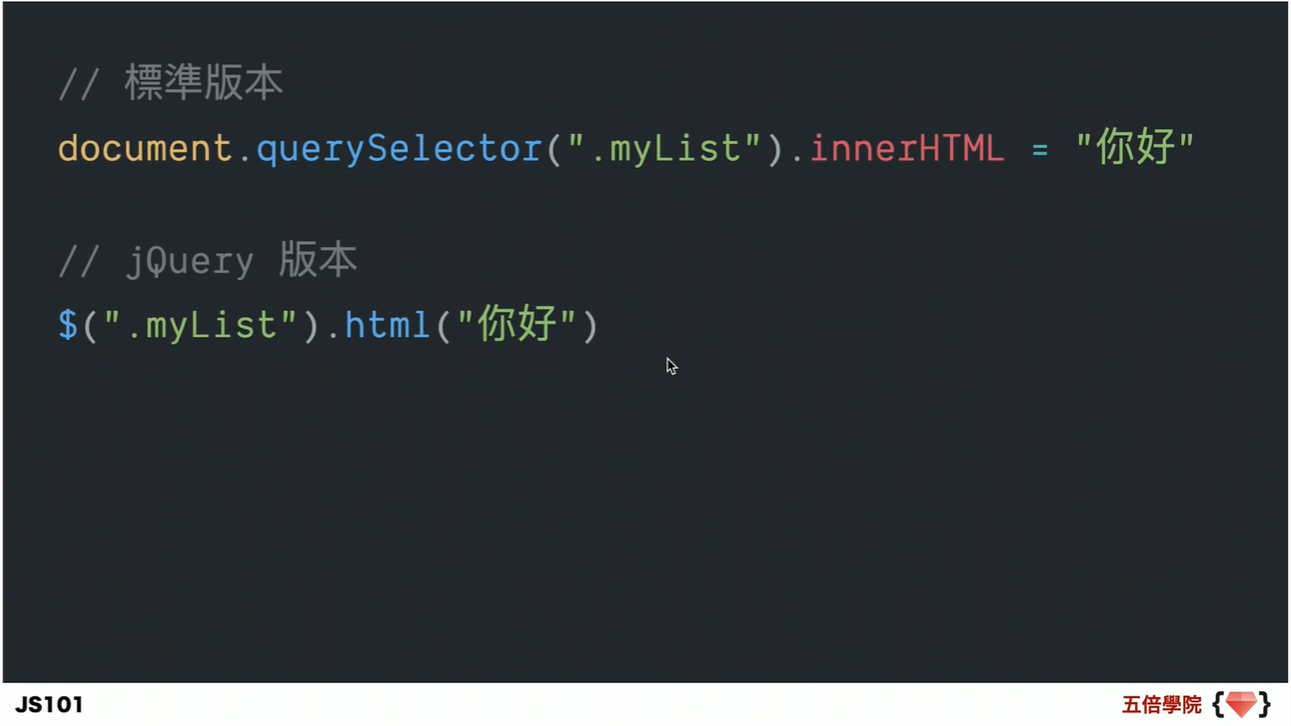 // 標準版本
document.querySelector(".myList").innerHTML = "你好"
// jQuery 版本
$(".myList").html("你好")
JS101
五倍學院